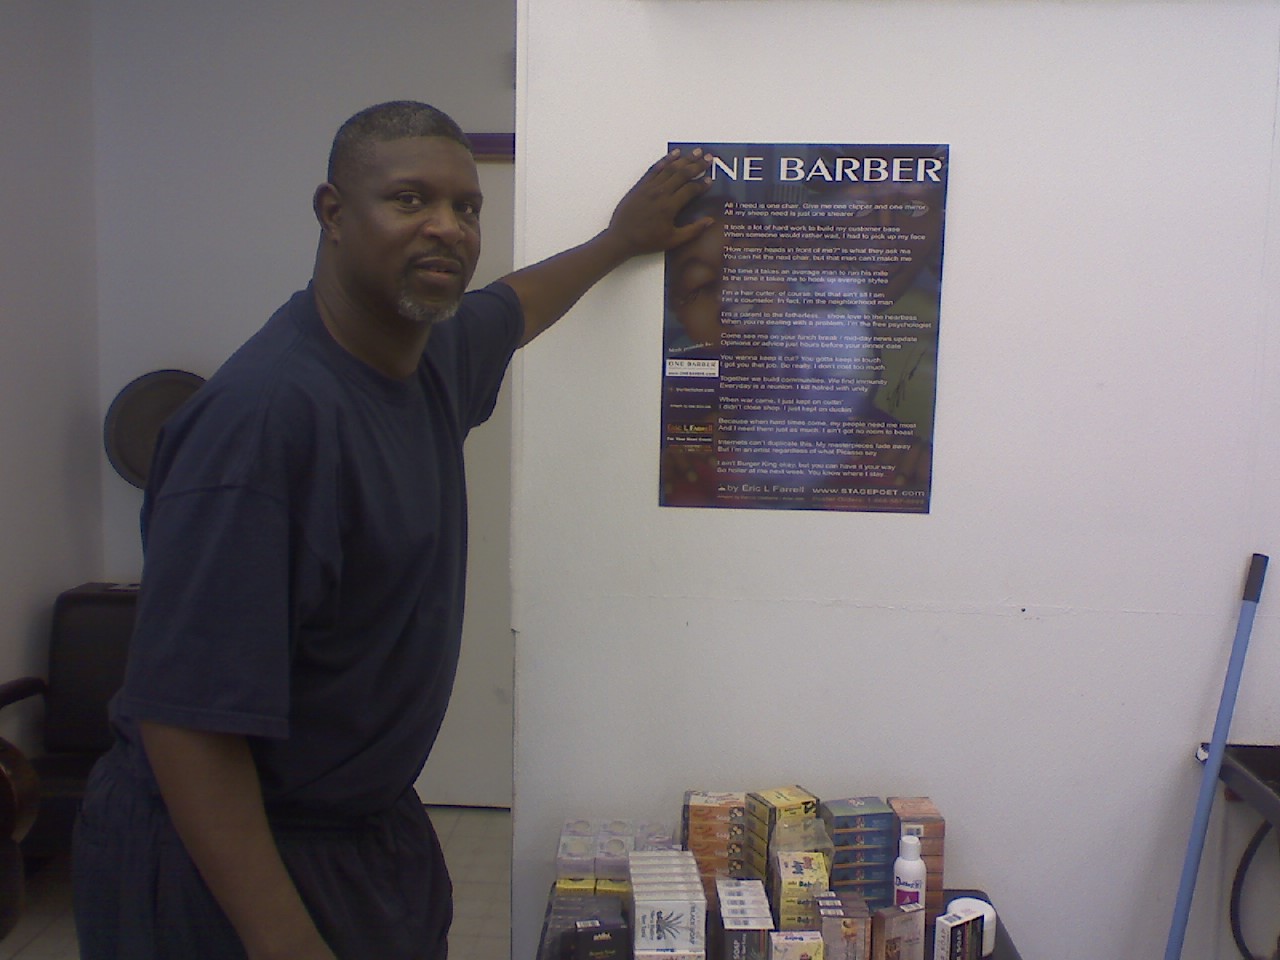 NE BARBER
All I need is one chair. Give me one clipper and one mirror
All my sheep need is just one shearer
It took a lot of hard work to build my customer base
When someone would rather wait, I had to pick up my face
"How many heads in front of me?" is what they ask me
You can hit the next chair, but that man can't match me
The time it takes an average man to run his mile
Is the time it takes me to hook up average styles
I'm a hair cutter, of course, but that ain't all I am
I'm a counselor. In fact, I'm the neighborhood man
I'm a parent to the fatherless... show love to the heartless
When you're dealing with a problem, I'm the free psychologist
Come see me on your lunch break / mid-day news update
Opinions or advice just hours before your dinner date
You wanna keep it cut? You gotta keep in touch
I got you that job. Go really. I don't cost too much
Together we build communities. We find immunity
Everyday is a reunion. I kill hatred with unity
When war came, I just kept on cuttin'
I didn't close shop. I just kept on duckin
Because when hard times come, my people need me most
And I need them just as much. I ain't got no room to boast
Internets can't duplicate this. My masterpieces fade away
But I'm an artist regardless of what Picasso say
I ain't Burger King okay, but you can have it your way
So holler at me next week. You know where I stay
ONE BARBER
ERIC L FARRELL
by Eric L Farrell www.STAGEPOET.com
BLACK SOAP
SOAP